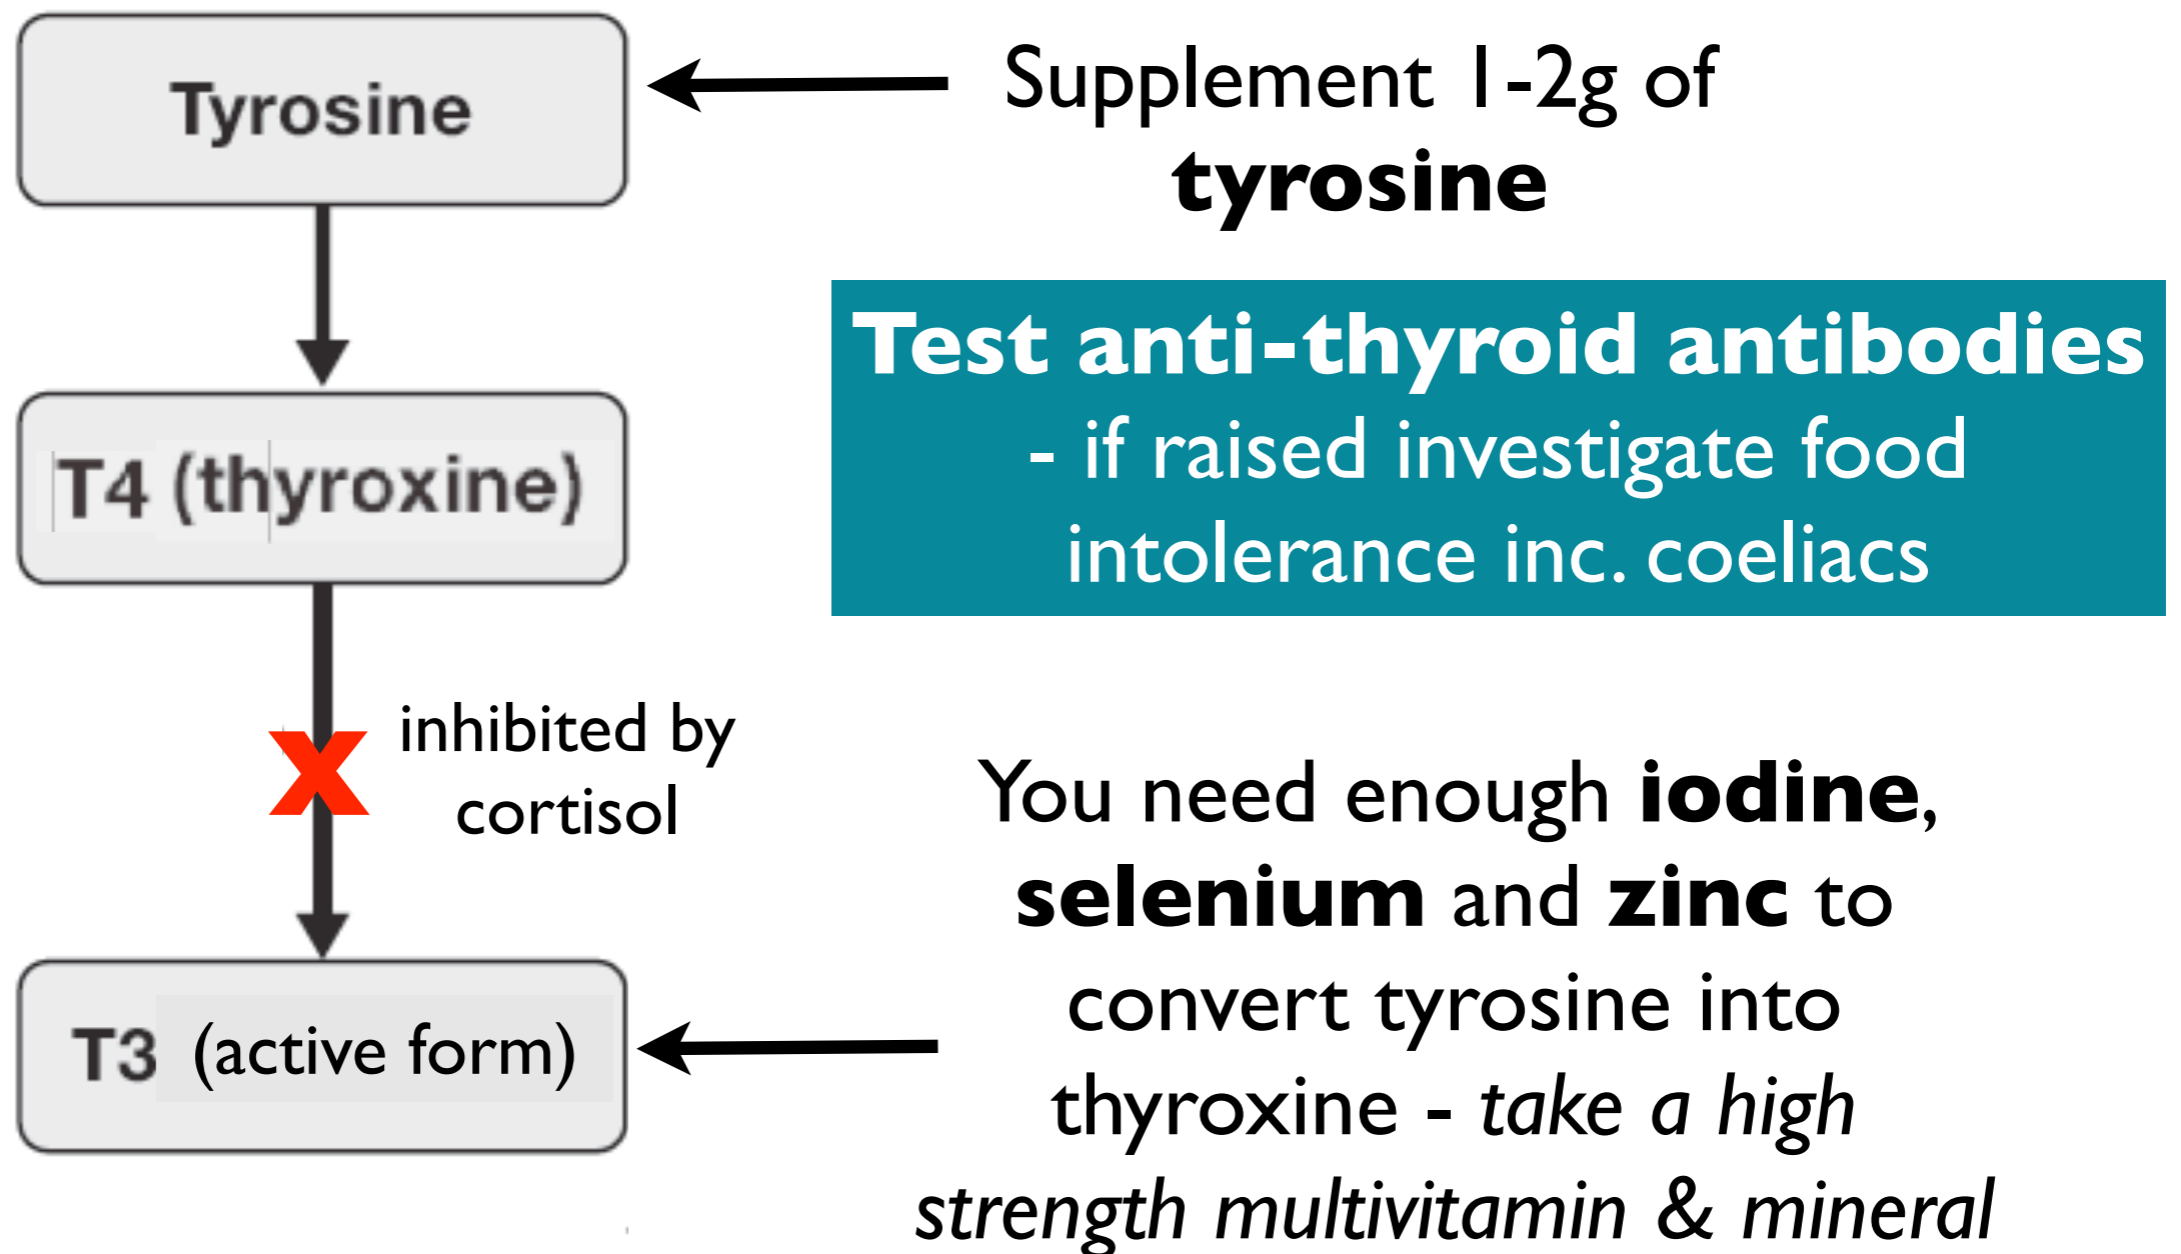 Tyrosine
Supplement 1-2g of
tyrosine
Test anti-thyroid antibodies
- if raised investigate food
intolerance inc. coeliacs
T4 (thyroxine)
inhibited by
cortisol
X
You need enough iodine,
selenium and zinc to
convert tyrosine into
thyroxine - take a high
strength multivitamin & mineral
T3 (active form)